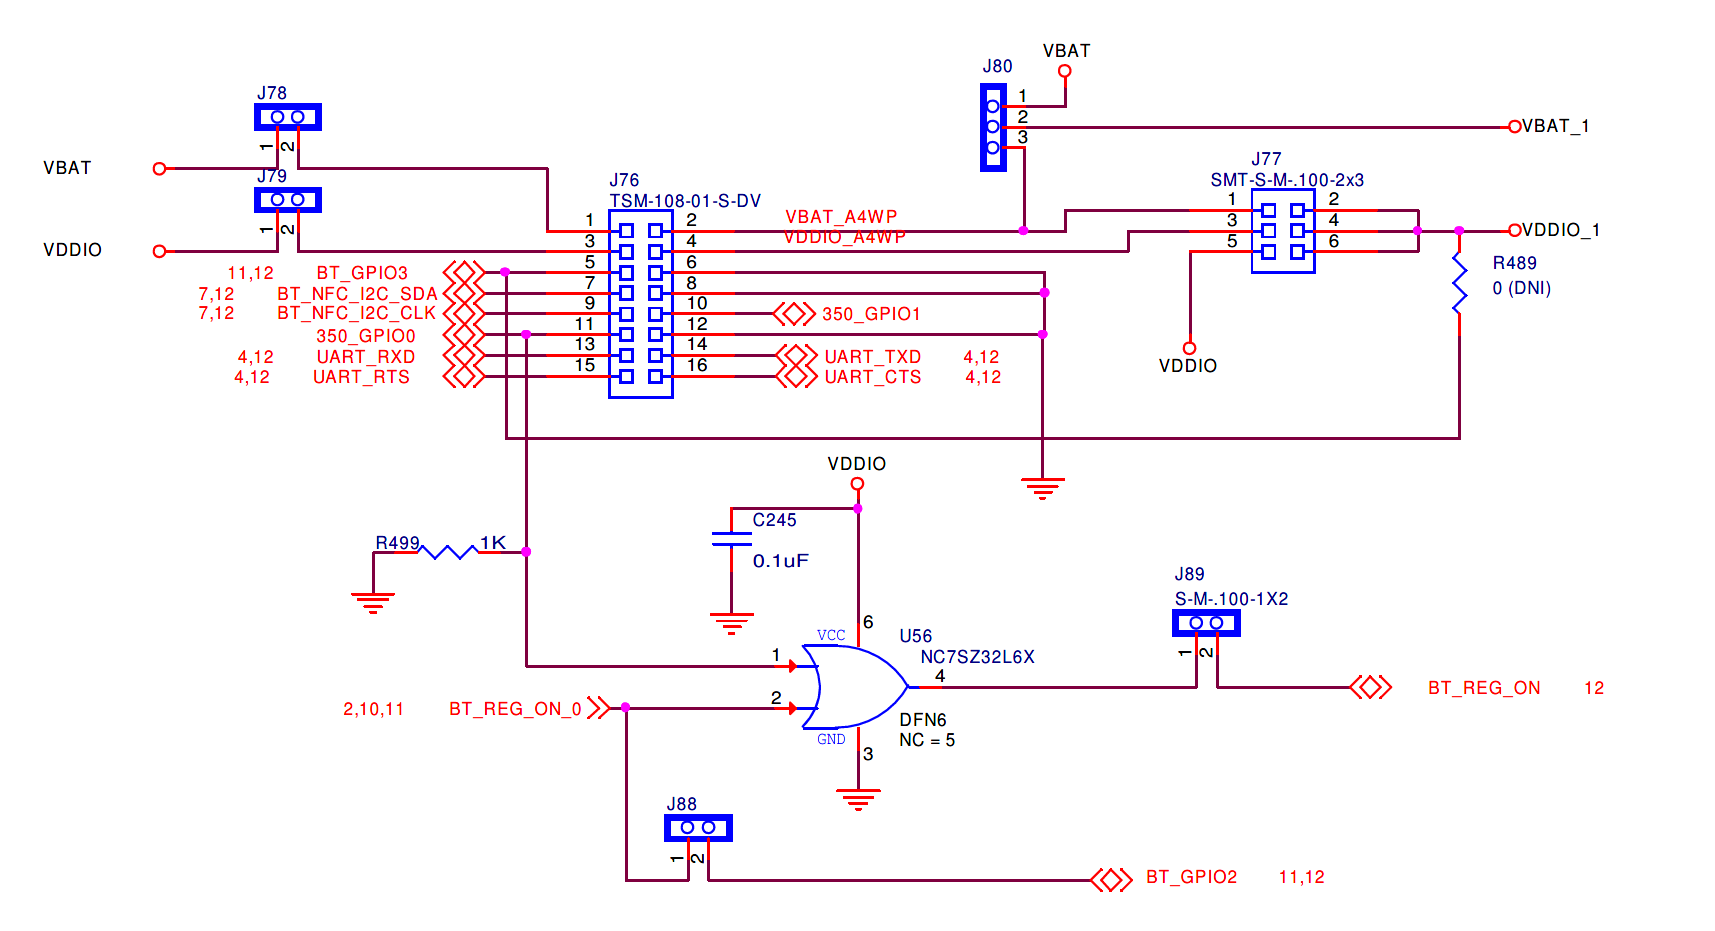 VBAT
J80
J78
1
2
3
VBAT_1
1 2
VBAT
J79
J77
SMT-S-M-.100-2x3
J76
TSM-108-01-S-DV
1 2
VDDIO
1 2 VBAT_A4WP
3 4 VDDIO_A4WP
1 2
3 4
5 6
VDDIO_1
11,12 BT_GPIO3 5 6
7,12 BT_NFC_I2C_SDA 7 8
7,12 BT_NFC_I2C_CLK 9 10 350_GPIO1
350_GPIO0 11 12
4,12 UART_RXD 13 14 UART_TXD 4,12
4,12 UART_RTS 15 16 UART_CTS 4,12
R489
0 (DNI)
VDDIO
VDDIO
C245
0.1uF
R499 1K
J89
S-M-.100-1X2
1 2
VCC 6
U56
NC7SZ32L6X
1
4
2
2,10,11 BT_REG_ON_0
BT_REG_ON 12
DFN6
NC = 5
GND 3
J88
1 2
BT_GPIO2 11,12